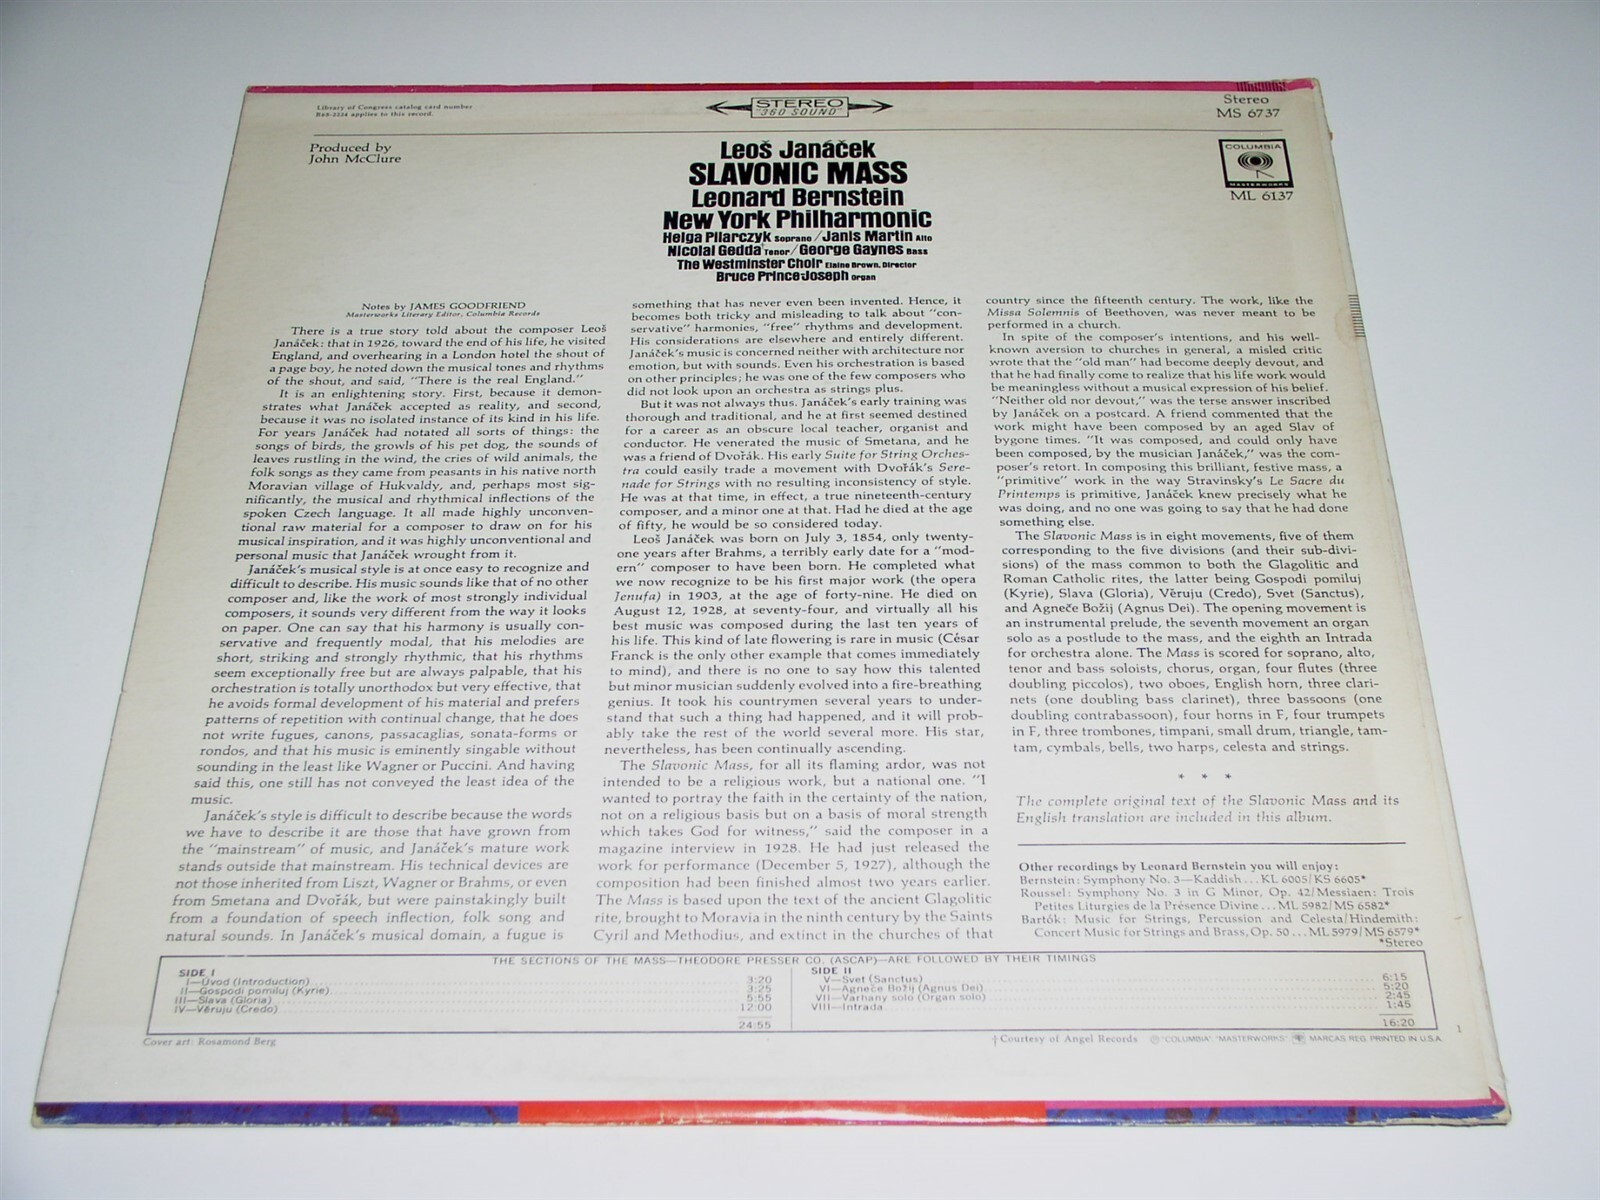 Library of Congress catalog card number
R65-2224 applies to this record.
STEREO
"360 SOUND"
Stereo
MS 6737
Produced by
John McClure
COLUMBIA
MASTERWORKS
ML 6137
Leoš Janáček
SLAVONIC MASS
Leonard Bernstein
New York Philharmonic
Helga Pilarczyk Soprano / Janis Martin Alto
Nicolai Gedda† Tenor / George Gaynes Bass
The Westminster Choir Elaine Brown, Director
Bruce Prince-Joseph Organ
Notes by JAMES GOODFRIEND
Masterworks Literary Editor, Columbia Records
There is a true story told about the composer Leoš
Janáček: that in 1926, toward the end of his life, he visited
England, and overhearing in a London hotel the shout of
a page boy, he noted down the musical tones and rhythms
of the shout, and said, "There is the real England."
It is an enlightening story. First, because it demon-
strates what Janáček accepted as reality, and second,
because it was no isolated instance of its kind in his life.
For years Janáček had notated all sorts of things: the
songs of birds, the growls of his pet dog, the sounds of
leaves rustling in the wind, the cries of wild animals, the
folk songs as they came from peasants in his native north
Moravian village of Hukvaldy, and, perhaps most sig-
nificantly, the musical and rhythmical inflections of the
spoken Czech language. It all made highly unconven-
tional raw material for a composer to draw on for his
musical inspiration, and it was highly unconventional and
personal music that Janáček wrought from it.
Janáček's musical style is at once easy to recognize and
difficult to describe. His music sounds like that of no other
composer and, like the work of most strongly individual
composers, it sounds very different from the way it looks
on paper. One can say that his harmony is usually con-
servative and frequently modal, that his melodies are
short, striking and strongly rhythmic, that his rhythms
seem exceptionally free but are always palpable, that his
orchestration is totally unorthodox but very effective, that
he avoids formal development of his material and prefers
patterns of repetition with continual change, that he does
not write fugues, canons, passacaglias, sonata-forms or
rondos, and that his music is eminently singable without
sounding in the least like Wagner or Puccini. And having
said this, one still has not conveyed the least idea of the
music.
Janáček's style is difficult to describe because the words
we have to describe it are those that have grown from
the "mainstream" of music, and Janáček's mature work
stands outside that mainstream. His technical devices are
not those inherited from Liszt, Wagner or Brahms, or even
from Smetana and Dvořák, but were painstakingly built
from a foundation of speech inflection, folk song and
natural sounds. In Janáček's musical domain, a fugue is
something that has never even been invented. Hence, it
becomes both tricky and misleading to talk about "con-
servative" harmonies, "free" rhythms and development.
His considerations are elsewhere and entirely different.
Janáček's music is concerned neither with architecture nor
emotion, but with sounds. Even his orchestration is based
on other principles; he was one of the few composers who
did not look upon an orchestra as strings plus.
But it was not always thus. Janáček's early training was
thorough and traditional, and he at first seemed destined
for a career as an obscure local teacher, organist and
conductor. He venerated the music of Smetana, and he
was a friend of Dvořák. His early Suite for String Orches-
tra could easily trade a movement with Dvořák's Sere-
nade for Strings with no resulting inconsistency of style.
He was at that time, in effect, a true nineteenth-century
composer, and a minor one at that. Had he died at the age
of fifty, he would be so considered today.
Leoš Janáček was born on July 3, 1854, only twenty-
one years after Brahms, a terribly early date for a "mod-
ern" composer to have been born. He completed what
we now recognize to be his first major work (the opera
Jenufa) in 1903, at the age of forty-nine. He died on
August 12, 1928, at seventy-four, and virtually all his
best music was composed during the last ten years of
his life. This kind of late flowering is rare in music (César
Franck is the only other example that comes immediately
to mind), and there is no one to say how this talented
but minor musician suddenly evolved into a fire-breathing
genius. It took his countrymen several years to under-
stand that such a thing had happened, and it will prob-
ably take the rest of the world several more. His star,
nevertheless, has been continually ascending.
The Slavonic Mass, for all its flaming ardor, was not
intended to be a religious work, but a national one. "I
wanted to portray the faith in the certainty of the nation,
not on a religious basis but on a basis of moral strength
which takes God for witness," said the composer in a
magazine interview in 1928. He had just released the
work for performance (December 5, 1927), although the
composition had been finished almost two years earlier.
The Mass is based upon the text of the ancient Glagolitic
rite, brought to Moravia in the ninth century by the Saints
Cyril and Methodius, and extinct in the churches of that
country since the fifteenth century. The work, like the
Missa Solemnis of Beethoven, was never meant to be
performed in a church.
In spite of the composer's intentions, and his well-
known aversion to churches in general, a misled critic
wrote that the "old man" had become deeply devout, and
that he had finally come to realize that his life work would
be meaningless without a musical expression of his belief.
"Neither old nor devout," was the terse answer inscribed
by Janáček on a postcard. A friend commented that the
work might have been composed by an aged Slav of
bygone times. "It was composed, and could only have
been composed, by the musician Janáček," was the com-
poser's retort. In composing this brilliant, festive mass, a
"primitive" work in the way Stravinsky's Le Sacre du
Printemps is primitive, Janáček knew precisely what he
was doing, and no one was going to say that he had done
something else.
The Slavonic Mass is in eight movements, five of them
corresponding to the five divisions (and their sub-divi-
sions) of the mass common to both the Glagolitic and
Roman Catholic rites, the latter being Gospodi pomiluj
(Kyrie), Slava (Gloria), Věruju (Credo), Svet (Sanctus),
and Agneče Božij (Agnus Dei). The opening movement is
an instrumental prelude, the seventh movement an organ
solo as a postlude to the mass, and the eighth an Intrada
for orchestra alone. The Mass is scored for soprano, alto,
tenor and bass soloists, chorus, organ, four flutes (three
doubling piccolos), two oboes, English horn, three clari-
nets (one doubling bass clarinet), three bassoons (one
doubling contrabassoon), four horns in F, four trumpets
in F, three trombones, timpani, small drum, triangle, tam-
tam, cymbals, bells, two harps, celesta and strings.
* * *
The complete original text of the Slavonic Mass and its
English translation are included in this album.
Other recordings by Leonard Bernstein you will enjoy:
Bernstein: Symphony No. 3—Kaddish...KL 6005/KS 6605*
Roussel: Symphony No. 3 in G Minor, Op. 42/Messiaen: Trois
Petites Liturgies de la Présence Divine...ML 5982/MS 6582*
Bartók: Music for Strings, Percussion and Celesta/Hindemith:
Concert Music for Strings and Brass, Op. 50...ML 5979/MS 6579*
*Stereo
THE SECTIONS OF THE MASS—THEODORE PRESSER CO. (ASCAP)—ARE FOLLOWED BY THEIR TIMINGS
SIDE I
I—Uvod (Introduction) 3:20
II—Gospodi pomiluj (Kyrie) 3:25
III—Slava (Gloria) 5:55
IV—Věruju (Credo) 12:00
24:55
SIDE II
V—Svet (Sanctus) 6:15
VI—Agneče Božij (Agnus Dei) 5:20
VII—Varhany solo (Organ solo) 2:45
VIII—Intrada 1:45
16:20
Cover art: Rosamond Berg
† Courtesy of Angel Records
© "COLUMBIA", "MASTERWORKS" MARCAS REG. PRINTED IN U.S.A.
1